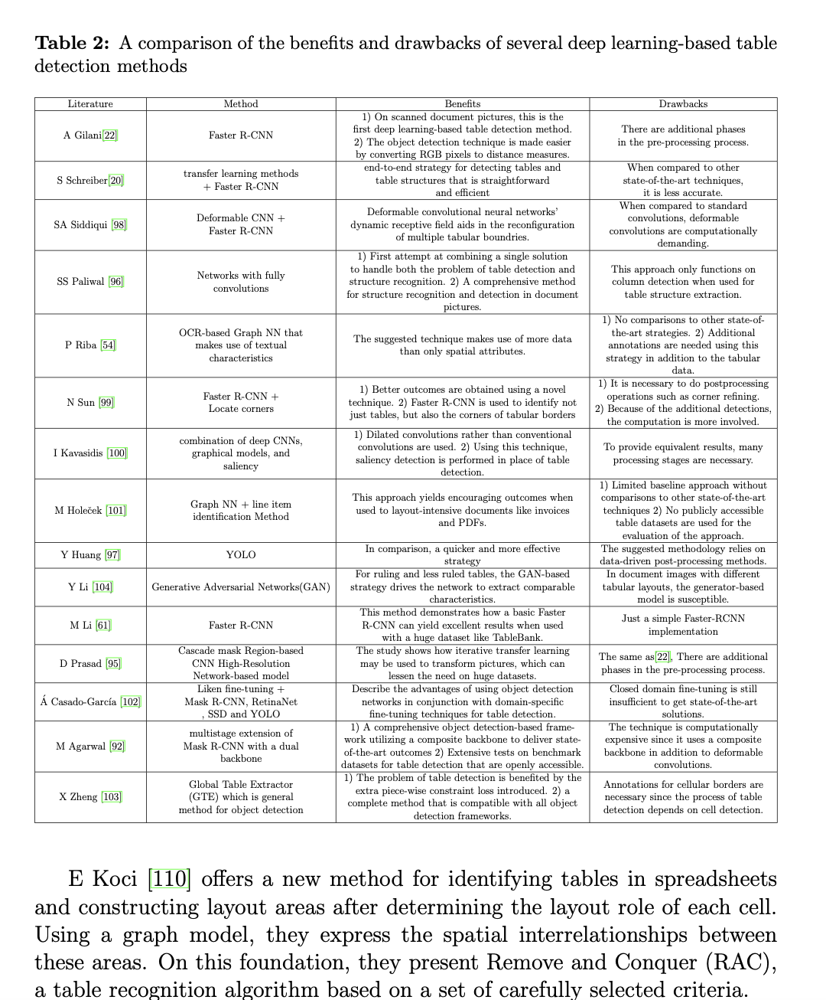 Table 2: A comparison of the benefits and drawbacks of several deep learning-based table
detection methods
Literature
Method
Benefits
Drawbacks
A Gilani[22]
Faster R-CNN
1) On scanned document pictures, this is the
first deep learning-based table detection method.
2) The object detection technique is made easier
by converting RGB pixels to distance measures.
There are additional phases
in the pre-processing process.
S Schreiber[20]
transfer learning methods
+ Faster R-CNN
end-to-end strategy for detecting tables and
table structures that is straightforward
and efficient
When compared to other
state-of-the-art techniques,
it is less accurate.
SA Siddiqui [98]
Deformable CNN +
Faster R-CNN
Deformable convolutional neural networks'
dynamic receptive field aids in the reconfiguration
of multiple tabular boundries.
When compared to standard
convolutions, deformable
convolutions are computationally
demanding.
SS Paliwal [96]
Networks with fully
convolutions
1) First attempt at combining a single solution
to handle both the problem of table detection and
structure recognition. 2) A comprehensive method
for structure recognition and detection in document
pictures.
This approach only functions on
column detection when used for
table structure extraction.
P Riba [54]
OCR-based Graph NN that
makes use of textual
characteristics
The suggested technique makes use of more data
than only spatial attributes.
1) No comparisons to other state-of-
the-art strategies. 2) Additional
annotations are needed using this
strategy in addition to the tabular
data.
N Sun [99]
Faster R-CNN +
Locate corners
1) Better outcomes are obtained using a novel
technique. 2) Faster R-CNN is used to identify not
just tables, but also the corners of tabular borders
1) It is necessary to do postprocessing
operations such as corner refining.
2) Because of the additional detections,
the computation is more involved.
I Kavasidis [100]
combination of deep CNNs,
graphical models, and
saliency
1) Dilated convolutions rather than conventional
convolutions are used. 2) Using this technique,
saliency detection is performed in place of table
detection.
To provide equivalent results, many
processing stages are necessary.
M Holeček [101]
Graph NN + line item
identification Method
This approach yields encouraging outcomes when
used to layout-intensive documents like invoices
and PDFs.
1) Limited baseline approach without
comparisons to other state-of-the-art
techniques 2) No publicly accessible
table datasets are used for the
evaluation of the approach.
Y Huang [97]
YOLO
In comparison, a quicker and more effective
strategy
The suggested methodology relies on
data-driven post-processing methods.
Y Li [104]
Generative Adversarial Networks(GAN)
For ruling and less ruled tables, the GAN-based
strategy drives the network to extract comparable
characteristics.
In document images with different
tabular layouts, the generator-based
model is susceptible.
M Li [61]
Faster R-CNN
This method demonstrates how a basic Faster
R-CNN can yield excellent results when used
with a huge dataset like TableBank.
Just a simple Faster-RCNN
implementation
D Prasad [95]
Cascade mask Region-based
CNN High-Resolution
Network-based model
The study shows how iterative transfer learning
may be used to transform pictures, which can
lessen the need on huge datasets.
The same as[22], There are additional
phases in the pre-processing process.
Á Casado-García [102]
Liken fine-tuning +
Mask R-CNN, RetinaNet
, SSD and YOLO
Describe the advantages of using object detection
networks in conjunction with domain-specific
fine-tuning techniques for table detection.
Closed domain fine-tuning is still
insufficient to get state-of-the-art
solutions.
M Agarwal [92]
multistage extension of
Mask R-CNN with a dual
backbone
1) A comprehensive object detection-based frame-
work utilizing a composite backbone to deliver state-
of-the-art outcomes 2) Extensive tests on benchmark
datasets for table detection that are openly accessible.
The technique is computationally
expensive since it uses a composite
backbone in addition to deformable
convolutions.
X Zheng [103]
Global Table Extractor
(GTE) which is general
method for object detection
1) The problem of table detection is benefited by the
extra piece-wise constraint loss introduced. 2) a
complete method that is compatible with all object
detection frameworks.
Annotations for cellular borders are
necessary since the process of table
detection depends on cell detection.
E Koci [110] offers a new method for identifying tables in spreadsheets
and constructing layout areas after determining the layout role of each cell.
Using a graph model, they express the spatial interrelationships between
these areas. On this foundation, they present Remove and Conquer (RAC),
a table recognition algorithm based on a set of carefully selected criteria.